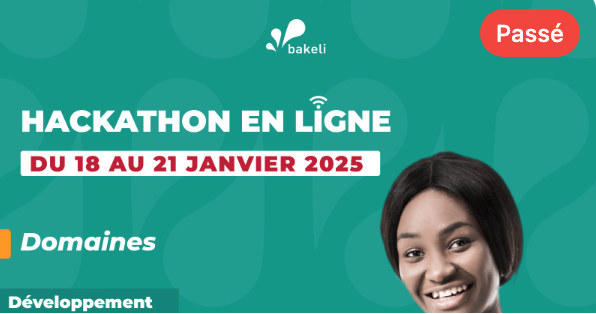 bakeli
Passé
HACKATHON EN LIGNE
DU 18 AU 21 JANVIER 2025
Domaines
Développement